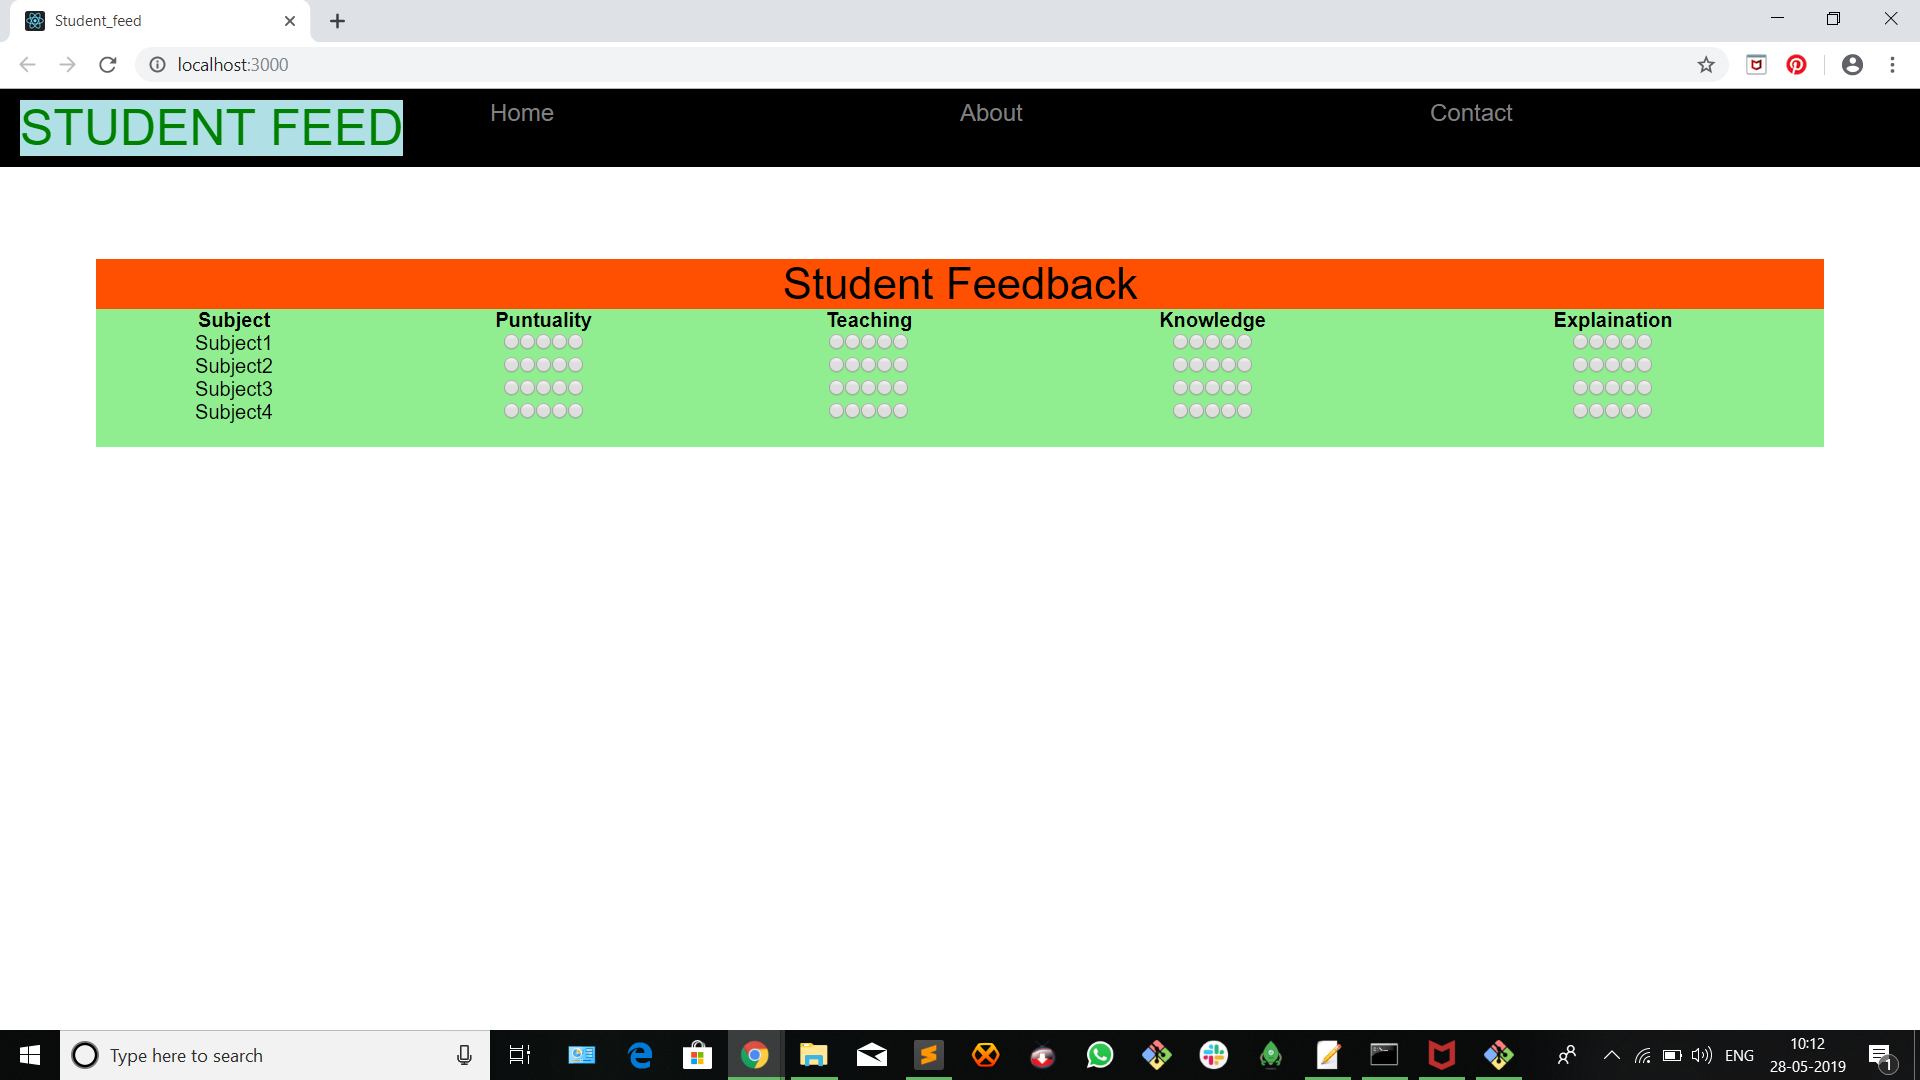 Student_feed
localhost:3000
STUDENT FEED Home About Contact
Student Feedback
Subject Puntuality Teaching Knowledge Explaination
Subject1
Subject2
Subject3
Subject4
Type here to search
ENG
10:12
28-05-2019
1